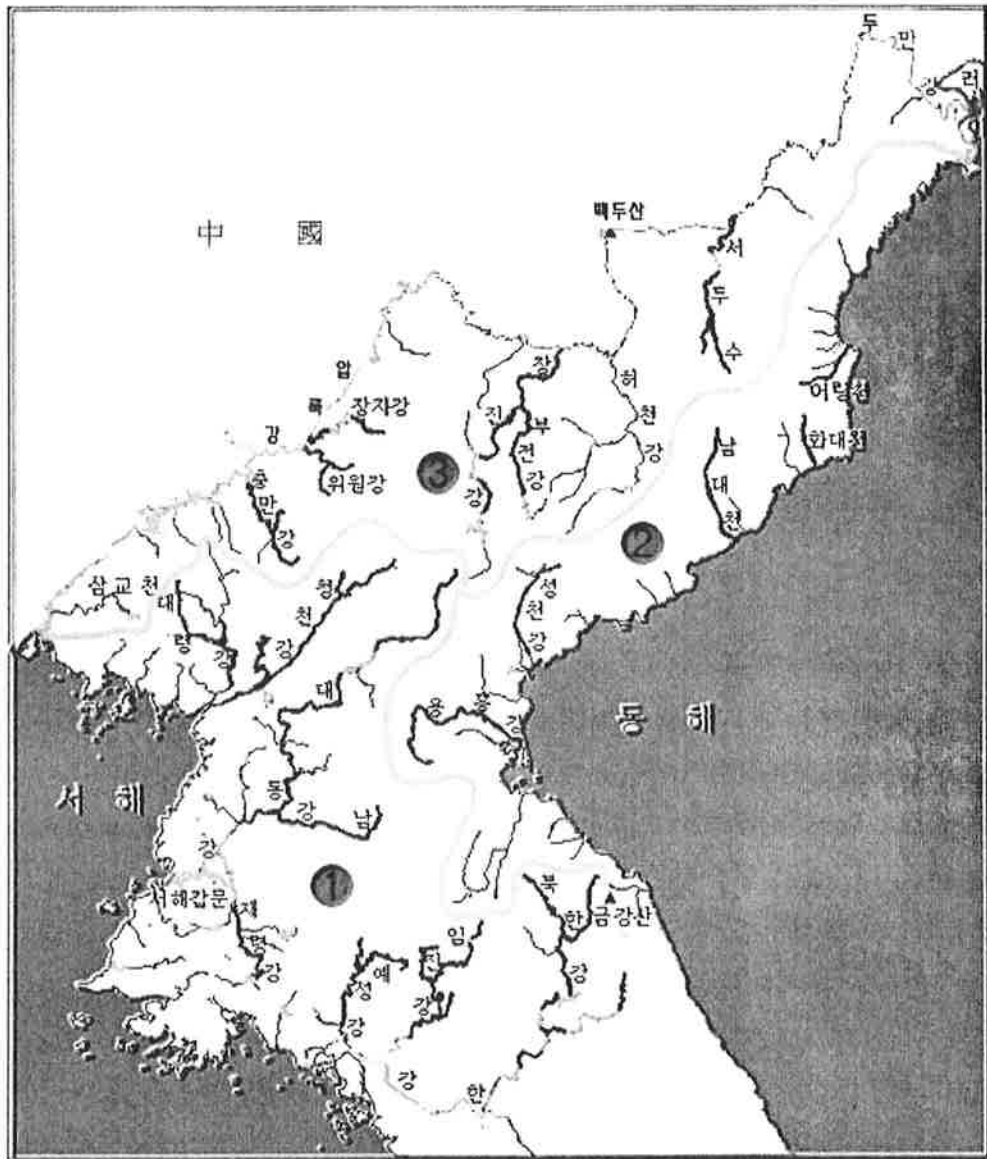 두만강
러
中國
백두산
서두수
압록강
장자강
위원강
충만강
장진강
부전강
허천강
어랑천
화대천
남대천
③
②
삼교천
대령강
청천강
성천강
대동강
용흥강
동해
서해
남강
①
서해갑문
재령강
예성강
임진강
북한강
금강산
한강